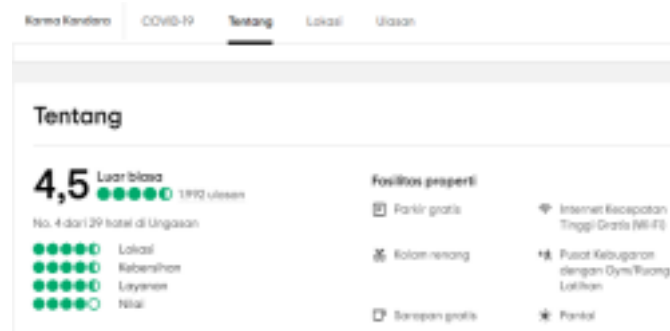 Karma Kandara COVID-19 Tentang Lokasi Ulasan
Tentang
4,5 Luar biasa
1.992 ulasan
No. 4 dari 29 hotel di Ungasan
Lokasi
Kebersihan
Layanan
Nilai
Fasilitas properti
Parkir gratis
Internet Kecepatan
Tinggi Gratis (Wi-Fi)
Kolam renang
Pusat Kebugaran
dengan Gym/Ruang
Latihan
Sarapan gratis
Pantai